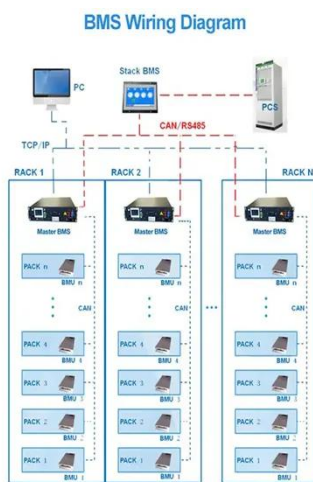 BMS Wiring Diagram
PC
Stack BMS
PCS
CAN/RS485
TCP/IP
RACK 1
RACK 2
RACK N
Master BMS
Master BMS
Master BMS
PACK n
BMU n
PACK n
BMU n
PACK n
BMU n
CAN
CAN
CAN
PACK 4
BMU 4
PACK 4
BMU 4
PACK 4
BMU 4
PACK 3
BMU 3
PACK 3
BMU 3
PACK 3
BMU 3
PACK 2
BMU 2
PACK 2
BMU 2
PACK 2
BMU 2
PACK 1
BMU 1
PACK 1
BMU 1
PACK 1
BMU 1